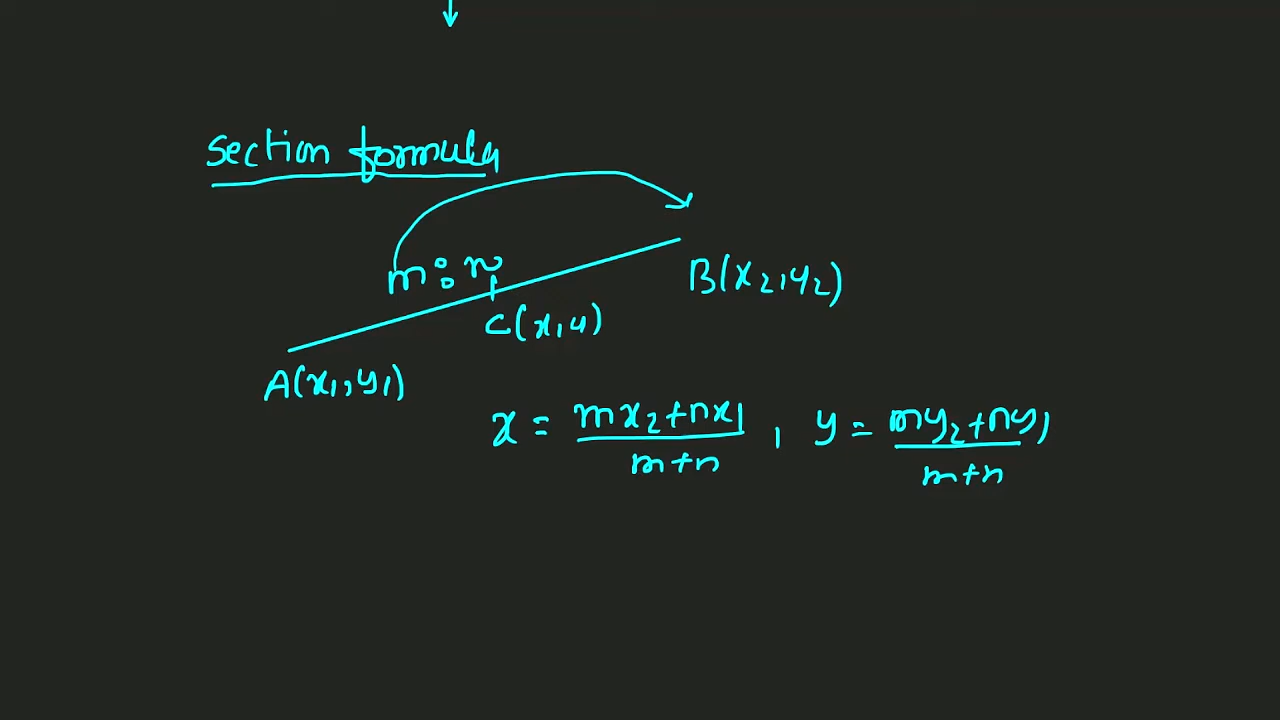 section formula
m:n
B(x₂,y₂)
C(x,y)
A(x₁,y₁)
x = mx₂+nx₁ / m+n , y = my₂+ny₁ / m+n